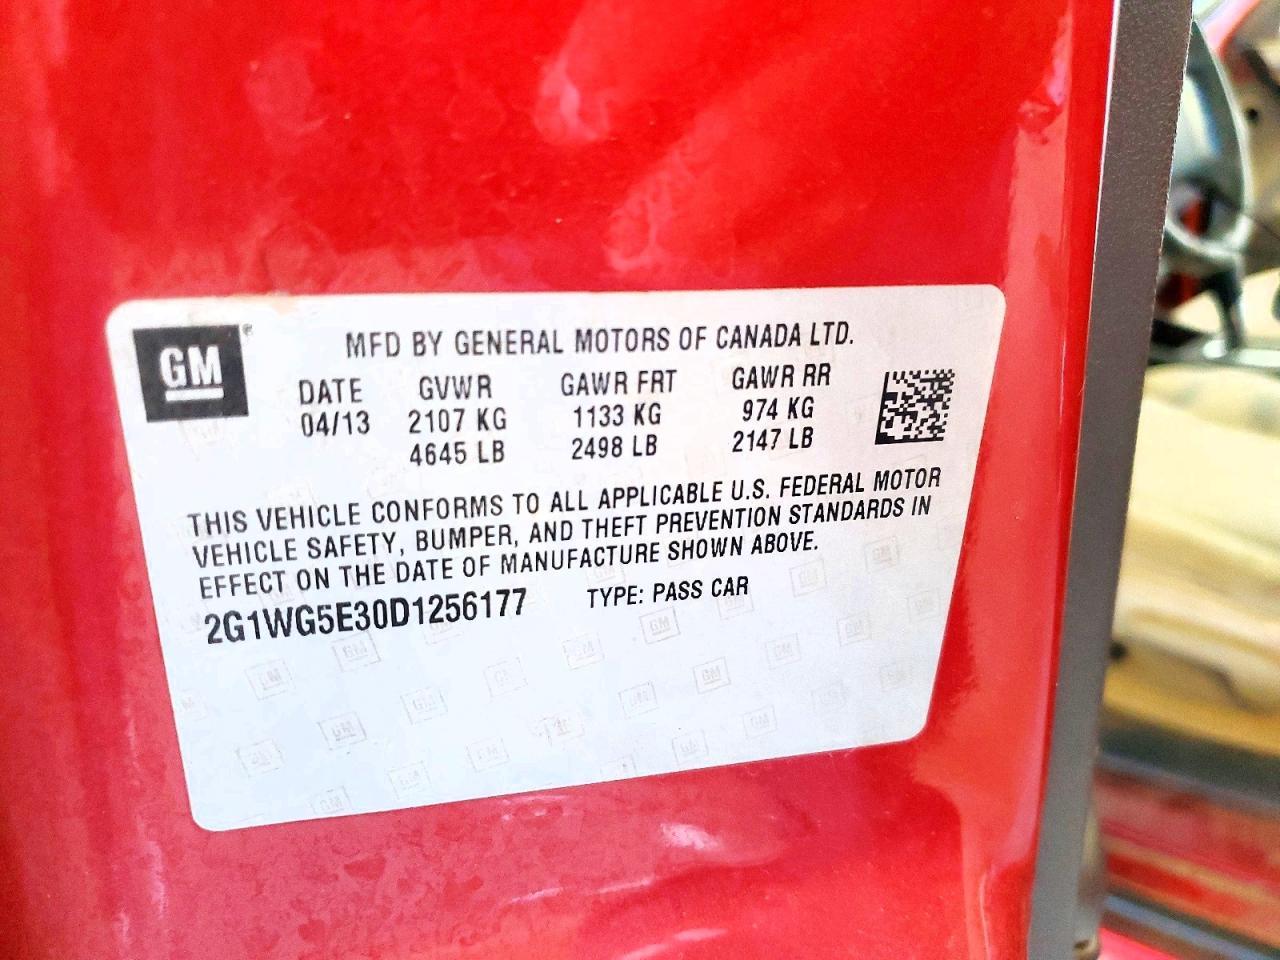 GM®
MFD BY GENERAL MOTORS OF CANADA LTD.
DATE GVWR GAWR FRT GAWR RR
04/13 2107 KG 1133 KG 974 KG
4645 LB 2498 LB 2147 LB
THIS VEHICLE CONFORMS TO ALL APPLICABLE U.S. FEDERAL MOTOR
VEHICLE SAFETY, BUMPER, AND THEFT PREVENTION STANDARDS IN
EFFECT ON THE DATE OF MANUFACTURE SHOWN ABOVE.
2G1WG5E30D1256177 TYPE: PASS CAR